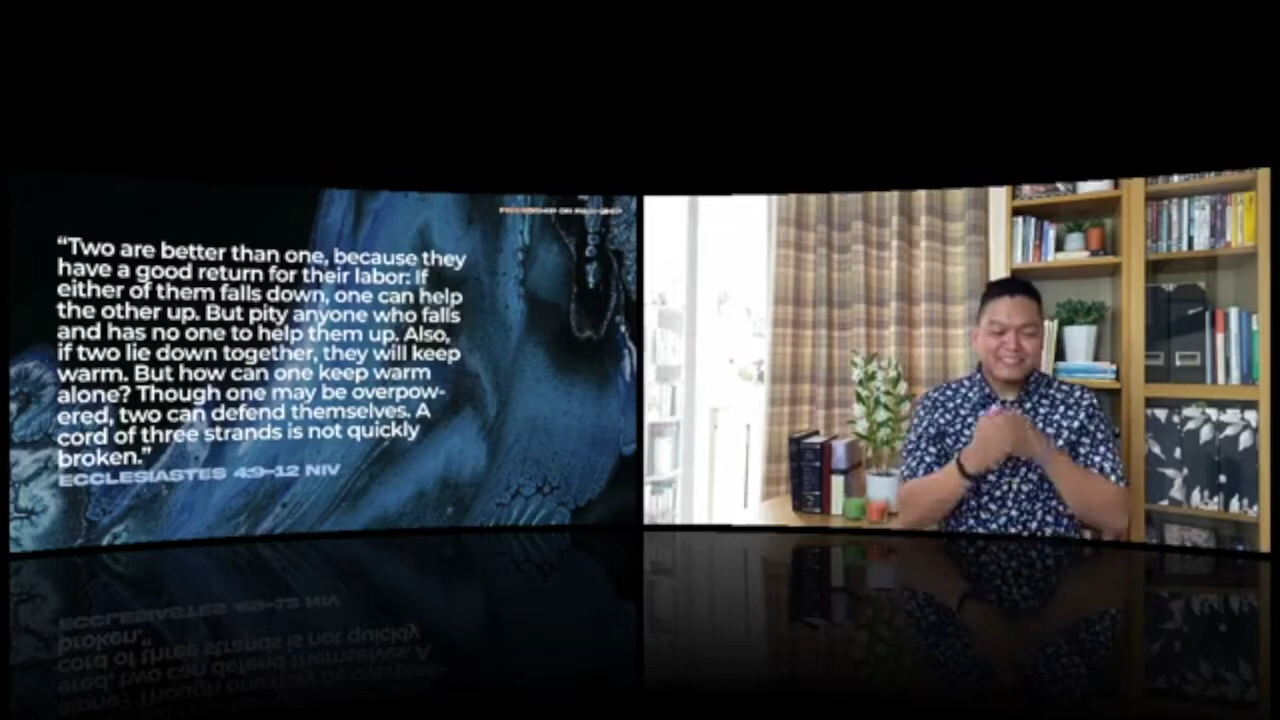 “Two are better than one, because they
have a good return for their labor: If
either of them falls down, one can help
the other up. But pity anyone who falls
and has no one to help them up. Also,
if two lie down together, they will keep
warm. But how can one keep warm
alone? Though one may be overpow-
ered, two can defend themselves. A
cord of three strands is not quickly
broken.”
ECCLESIASTES 4:9–12 NIV